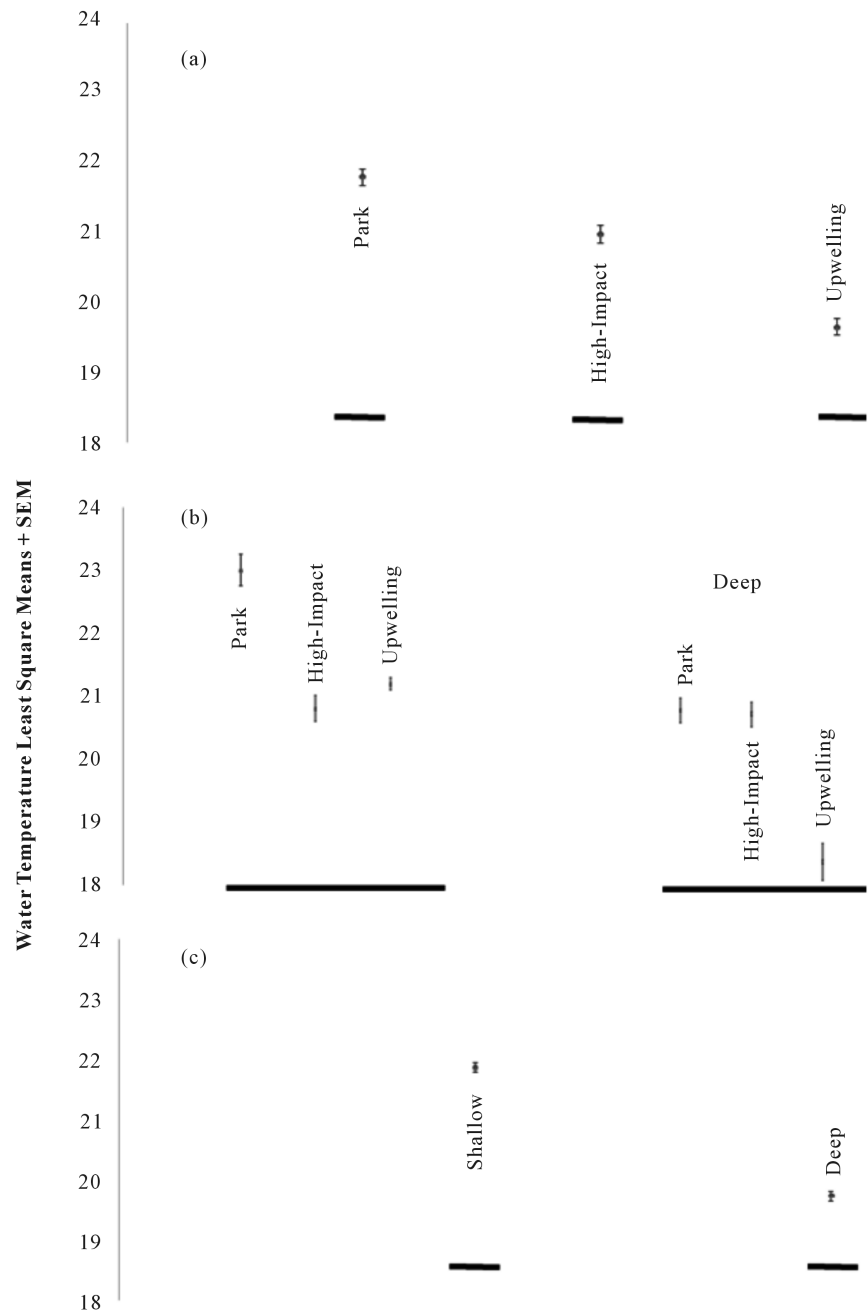 Water Temperature Least Square Means + SEM
24
(a)
23
22
21
20
19
18
Park
High-Impact
Upwelling
24
(b)
23
22
21
20
19
18
Park
High-Impact
Upwelling
Deep
Park
High-Impact
Upwelling
24
(c)
23
22
21
20
19
18
Shallow
Deep